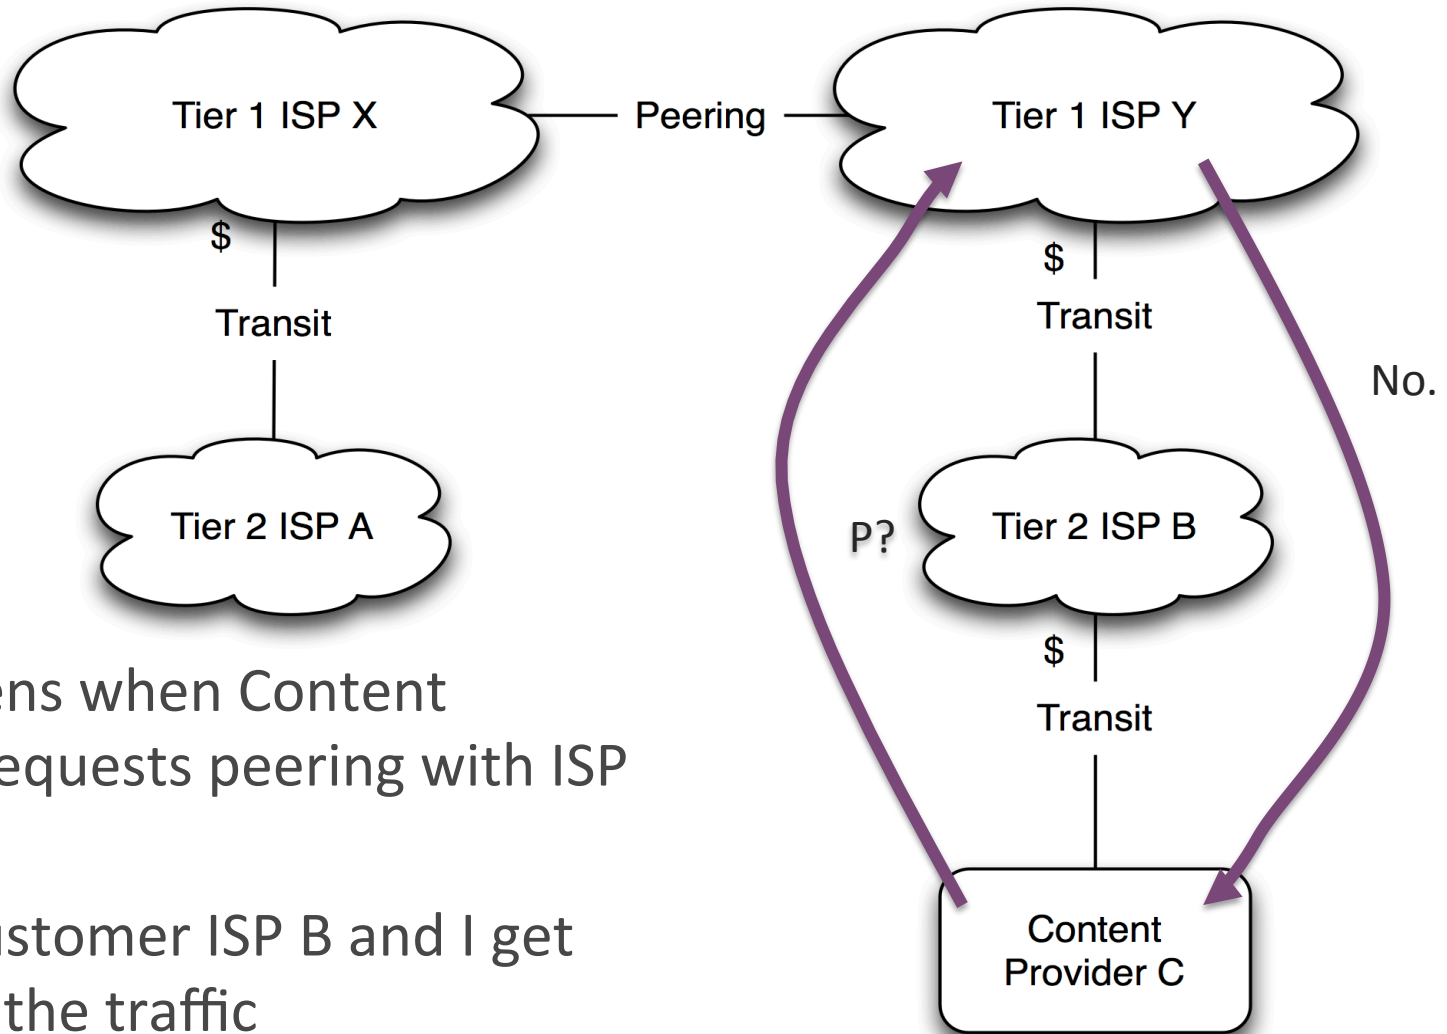 Tier 1 ISP X
Peering
Tier 1 ISP Y
$
Transit
$
Transit
No.
Tier 2 ISP A
P?
Tier 2 ISP B
$
Transit
ens when Content
equests peering with ISP
ustomer ISP B and I get
the traffic
Content
Provider C